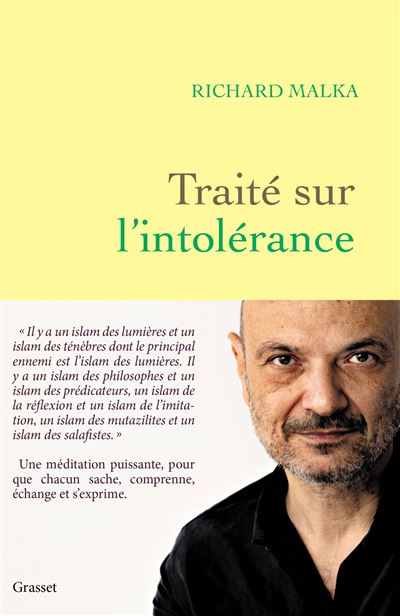 RICHARD MALKA
Traité sur
l'intolérance
« Il y a un islam des lumières et un
islam des ténèbres dont le principal
ennemi est l'islam des lumières. Il
y a un islam des philosophes et un
islam des prédicateurs, un islam de
la réflexion et un islam de l'imita-
tion, un islam des mutazilites et un
islam des salafistes. »
Une méditation puissante, pour
que chacun sache, comprenne,
échange et s'exprime.
Grasset